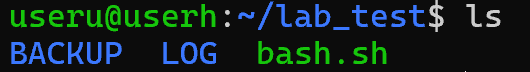 useru@userh:~/lab_test$ ls
BACKUP  LOG  bash.sh